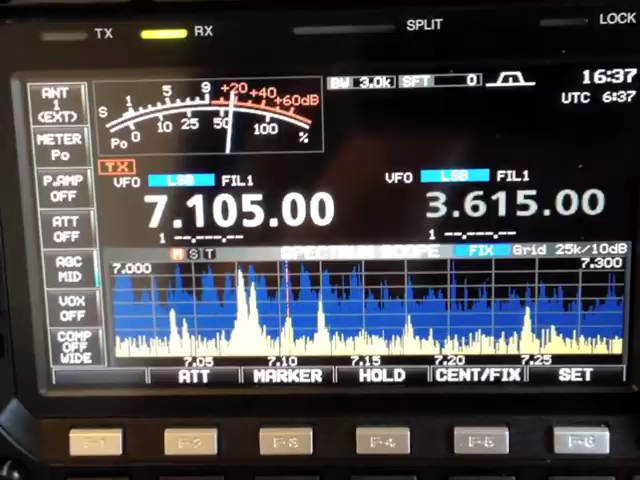 TX RX SPLIT LOCK
ANT 1 (EXT)
METER Po
P.AMP OFF
ATT OFF
AGC MID
VOX OFF
COMP OFF WIDE
S 1 3 5 9 +20 +40 +60dB
Po 0 10 25 50 100 %
BW 3.0k SFT 0
16:37
UTC 6:37
TX
VFO LSB FIL1 VFO LSB FIL1
7.105.00 3.615.00
1 --.---.-- 1 --.---.--
M S T SPECTRUM SCOPE FIX Grid 25k/10dB
7.000 7.300
7.05 7.10 7.15 7.20 7.25
ATT MARKER HOLD CENT/FIX SET
F-1 F-2 F-3 F-4 F-5 F-6